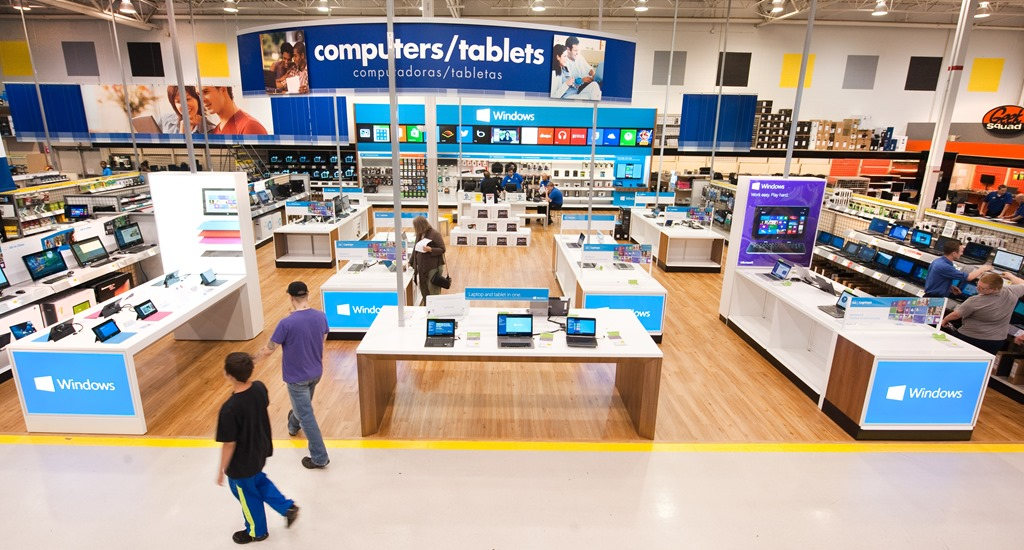 computers/tablets
computadoras/tabletas
Windows
Geek
Squad
Windows
Work easy. Play hard.
Microsoft
Laptop and tablet in one.
Windows
Windows
Windows
Windows